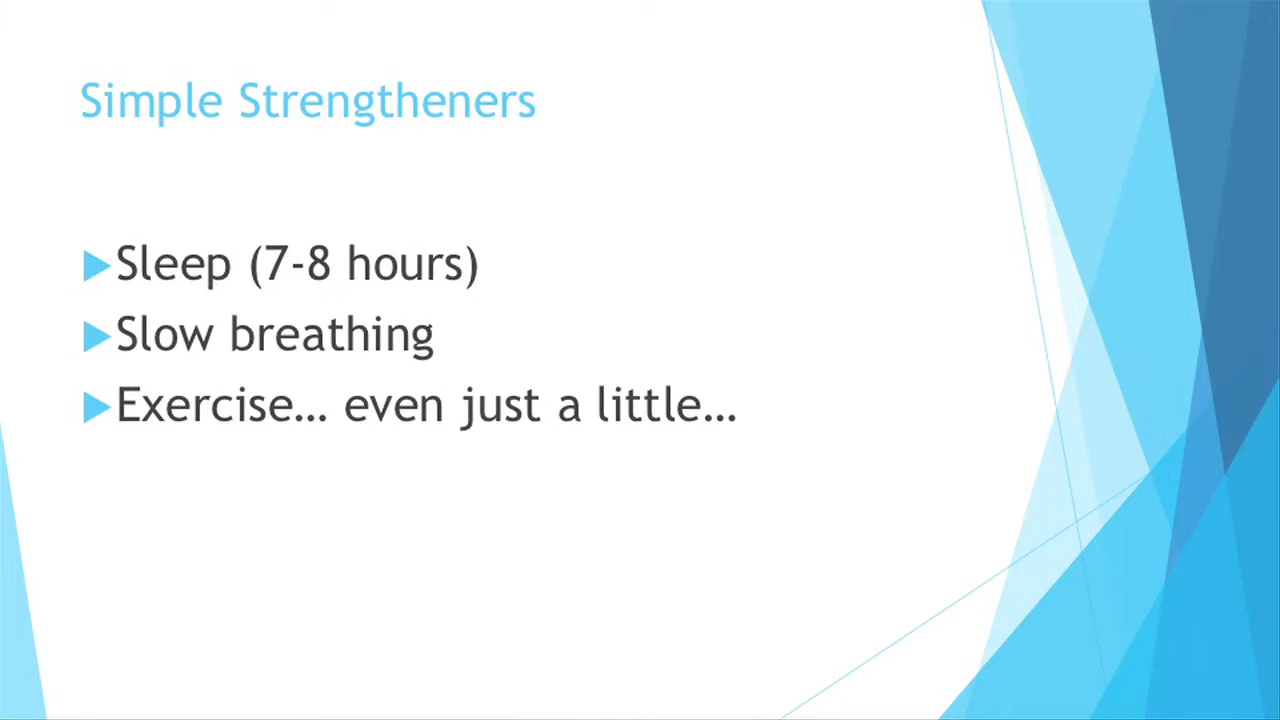 Simple Strengtheners
Sleep (7-8 hours)
Slow breathing
Exercise… even just a little…